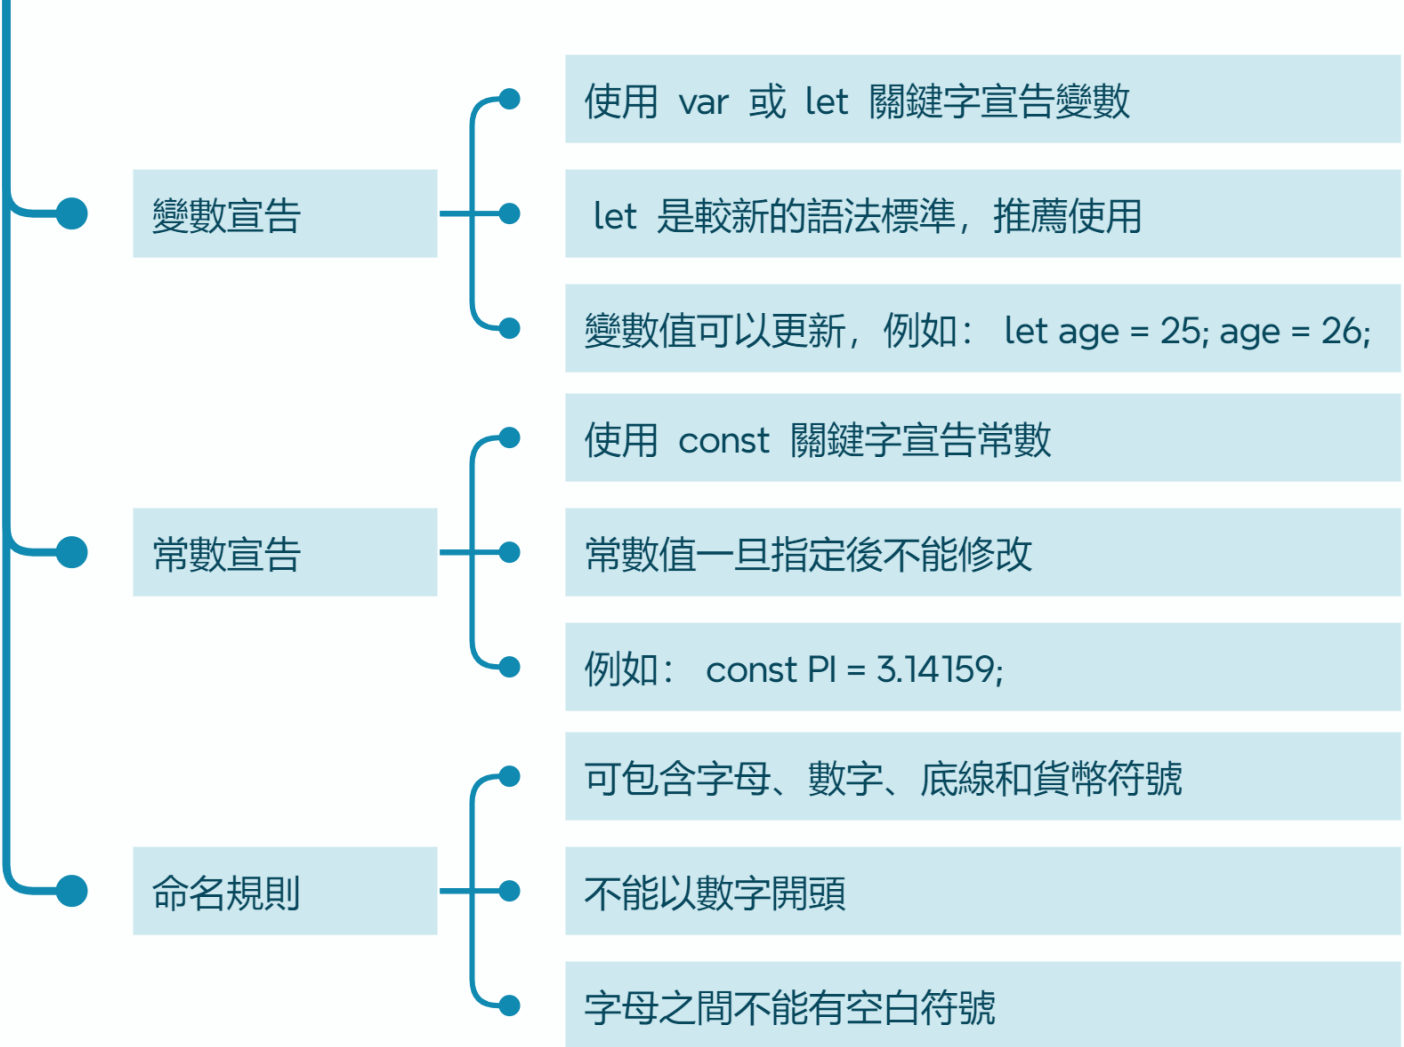 變數宣告
使用 var 或 let 關鍵字宣告變數
let 是較新的語法標準，推薦使用
變數值可以更新，例如： let age = 25; age = 26;
常數宣告
使用 const 關鍵字宣告常數
常數值一旦指定後不能修改
例如： const PI = 3.14159;
命名規則
可包含字母、數字、底線和貨幣符號
不能以數字開頭
字母之間不能有空白符號